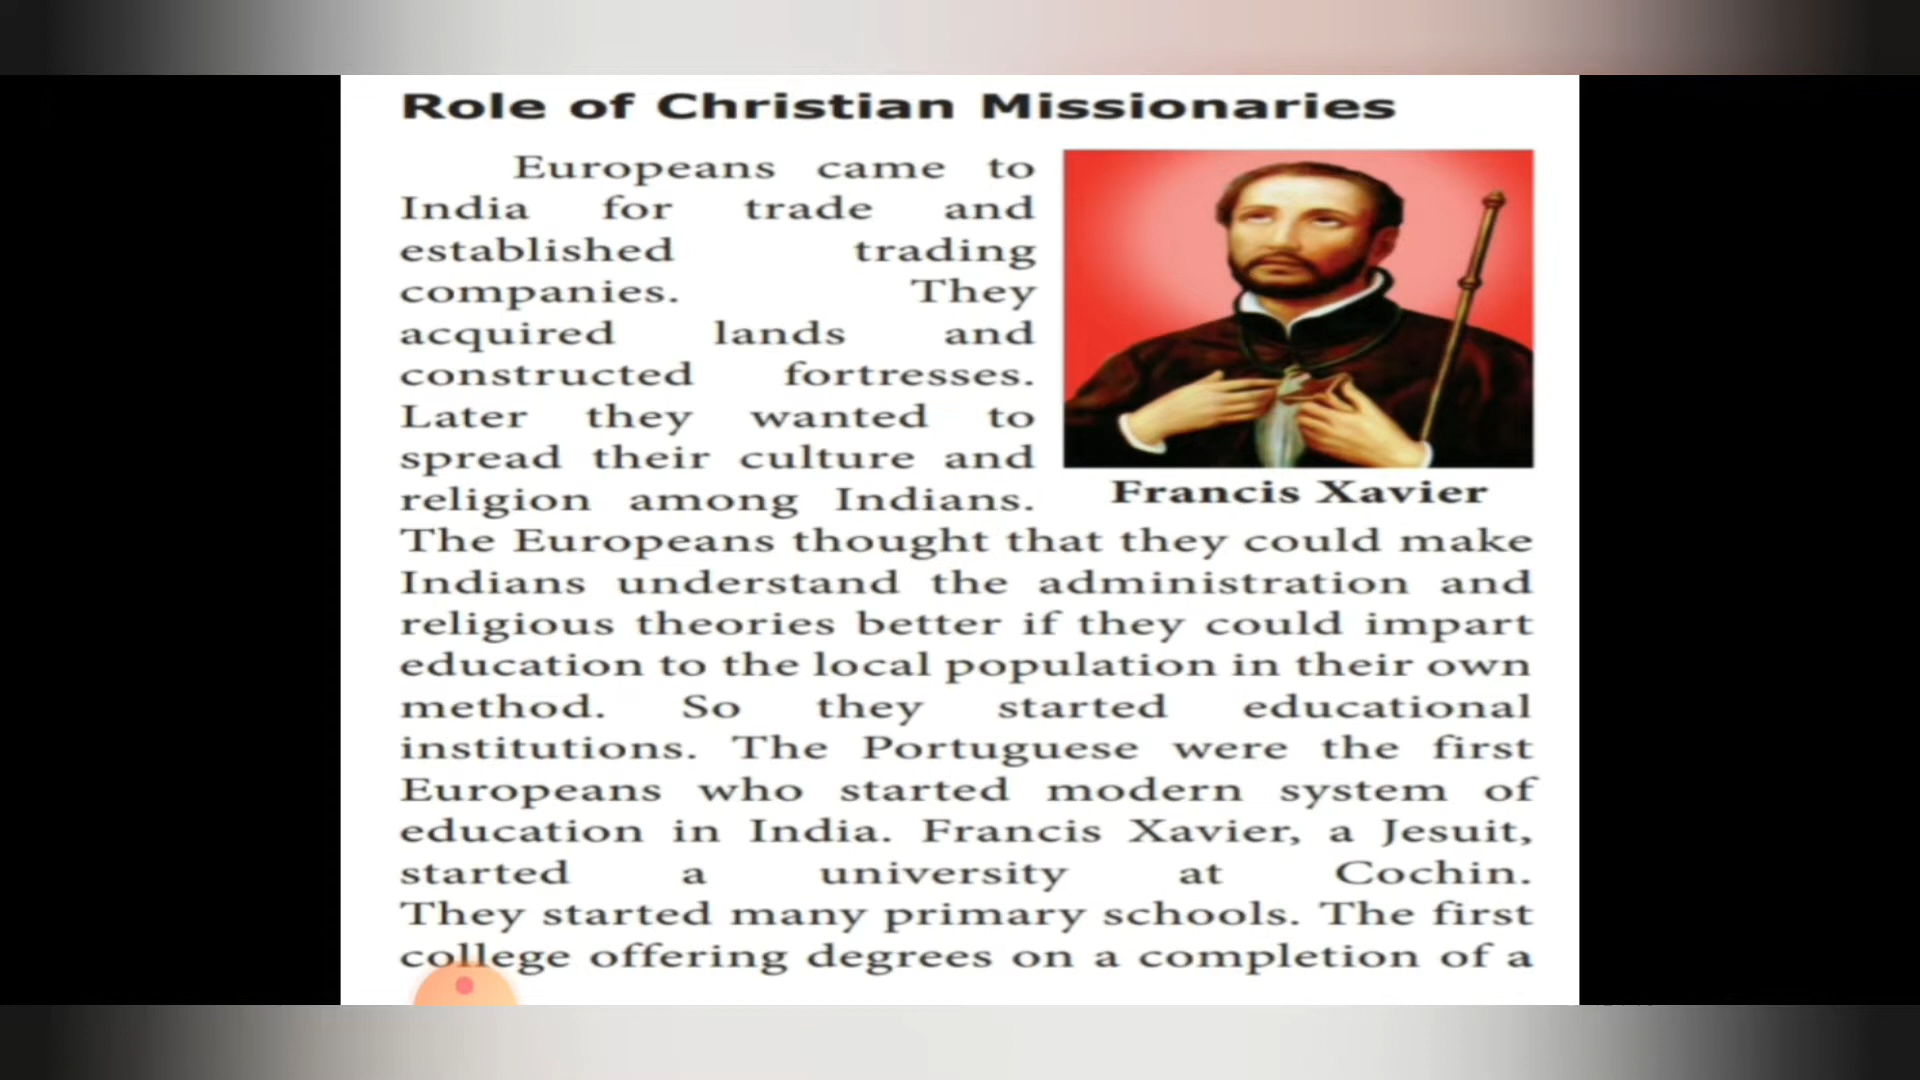 Role of Christian Missionaries
Europeans came to
India for trade and
established trading
companies. They
acquired lands and
constructed fortresses.
Later they wanted to
spread their culture and
religion among Indians.
Francis Xavier
The Europeans thought that they could make
Indians understand the administration and
religious theories better if they could impart
education to the local population in their own
method. So they started educational
institutions. The Portuguese were the first
Europeans who started modern system of
education in India. Francis Xavier, a Jesuit,
started a university at Cochin.
They started many primary schools. The first
college offering degrees on a completion of a